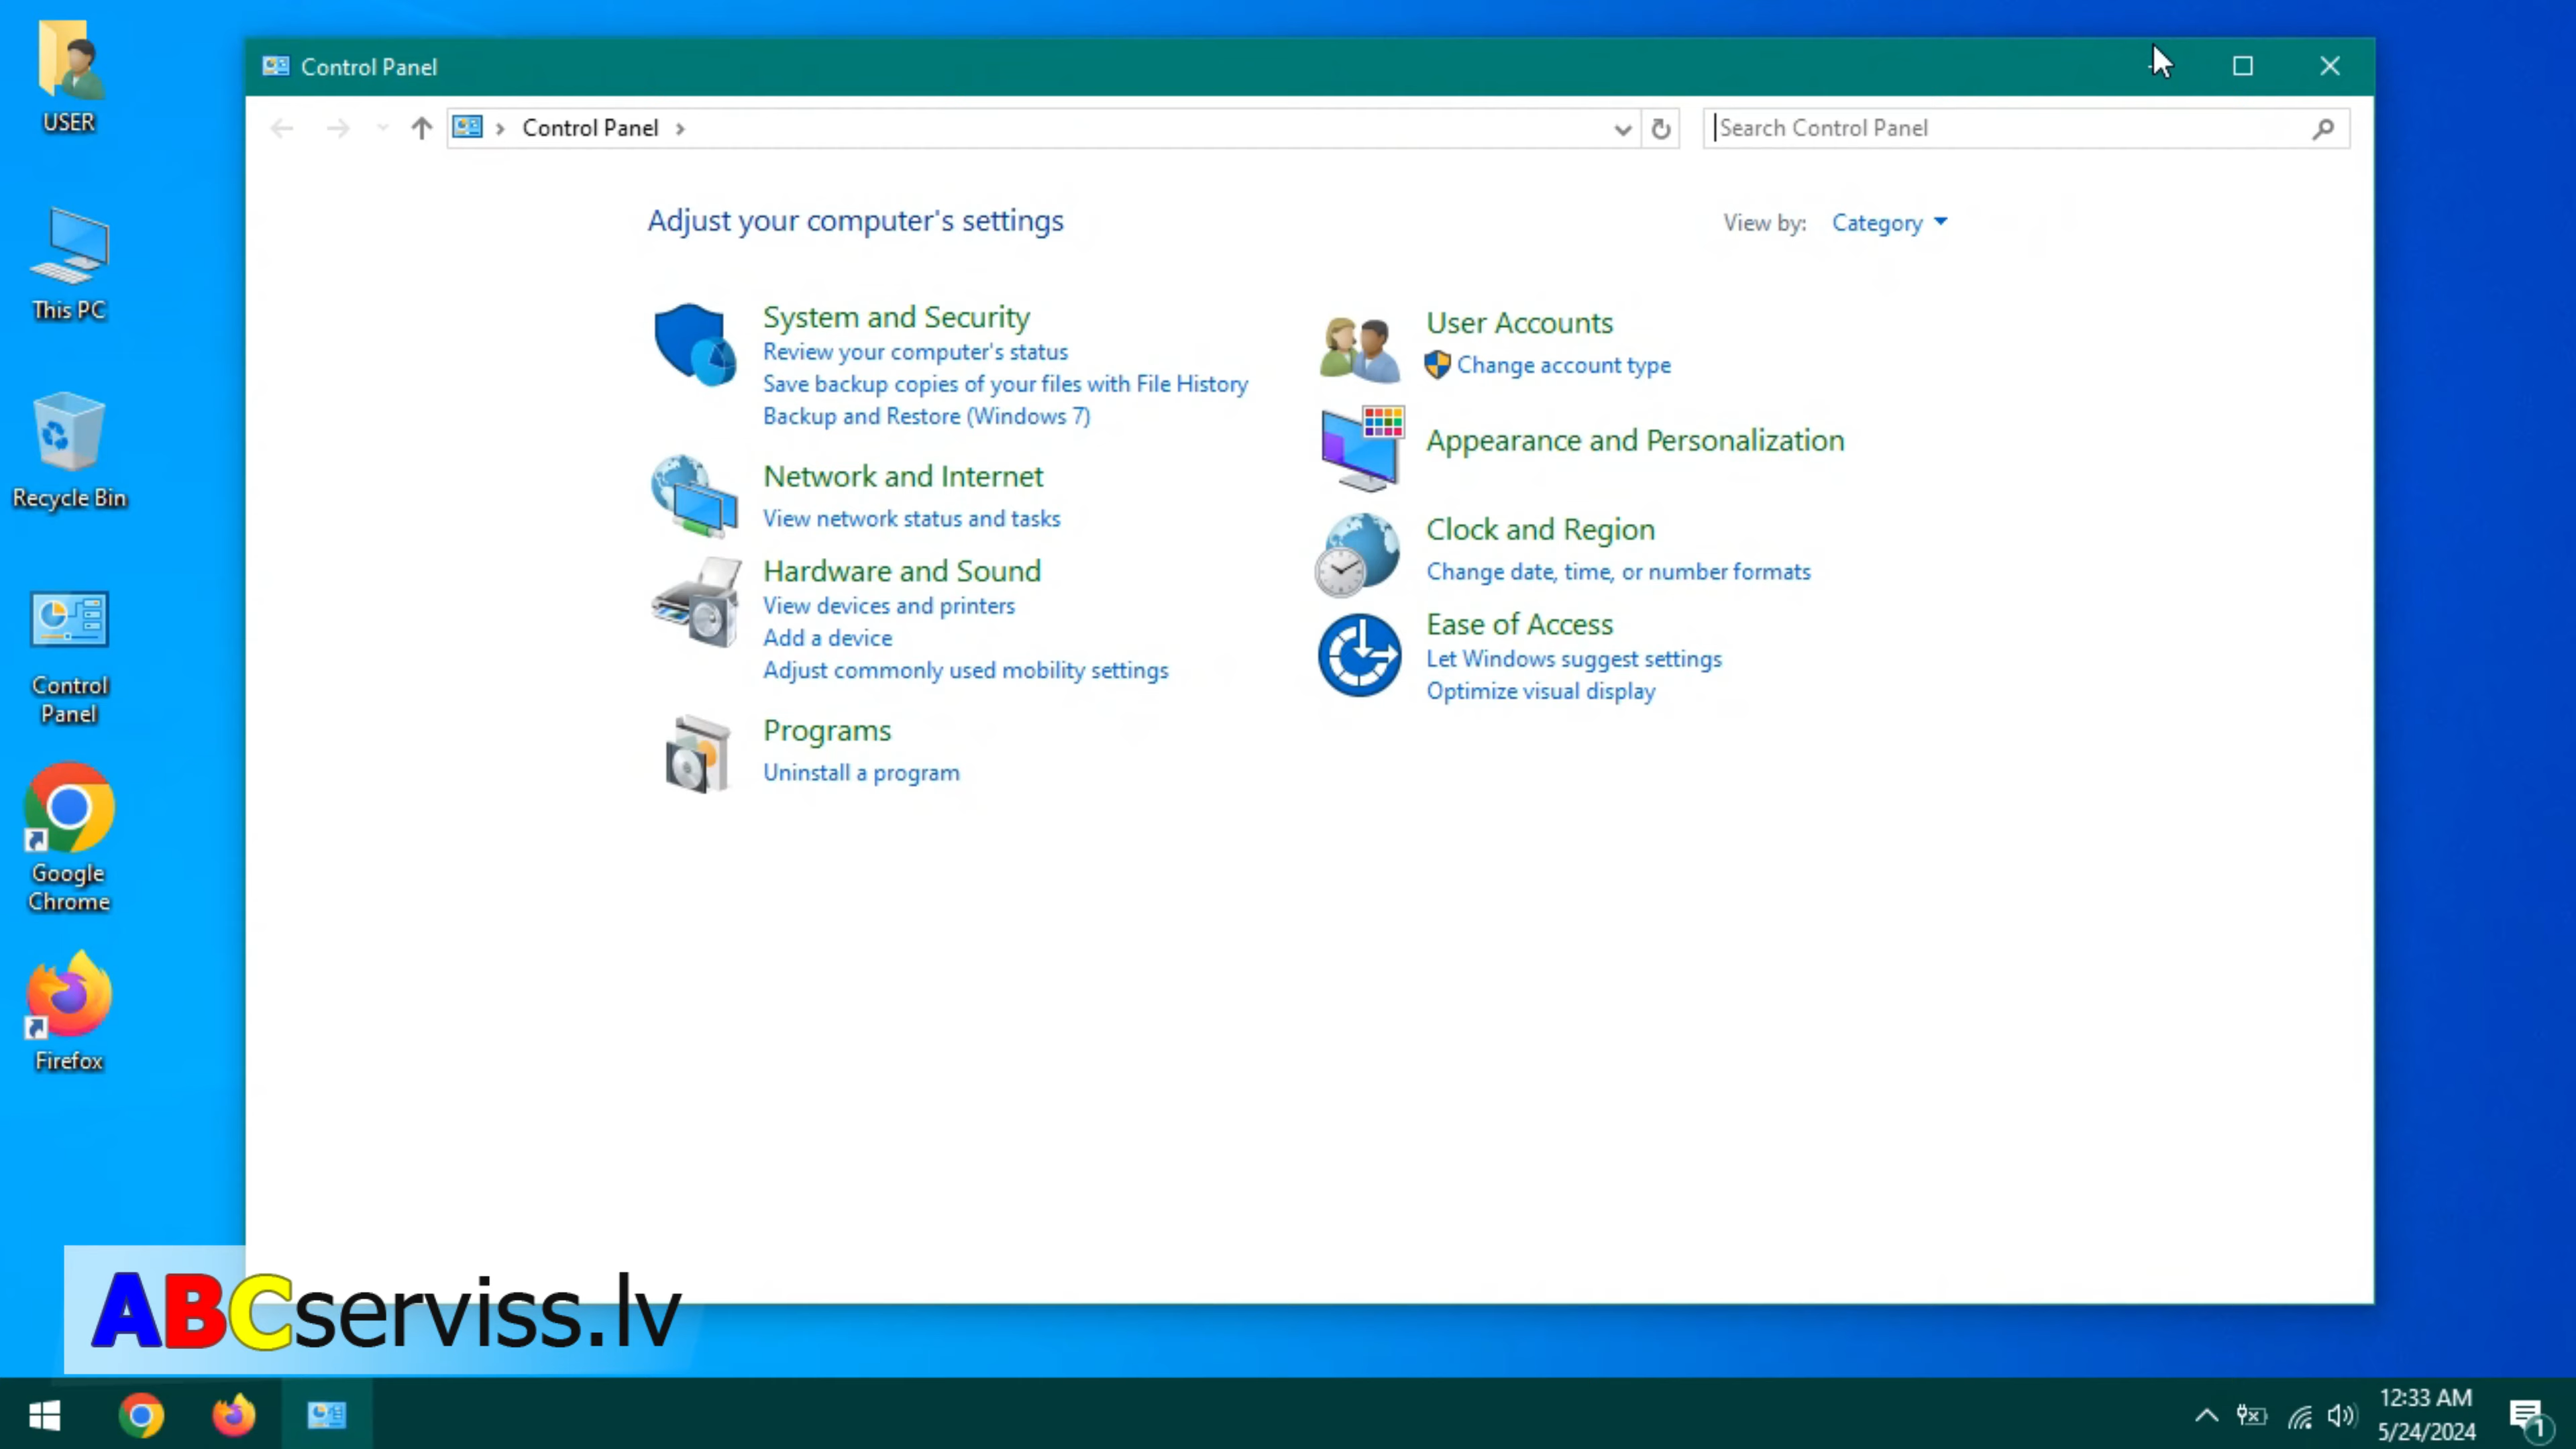 USER
This PC
Recycle Bin
Control
Panel
Google
Chrome
Firefox
Control Panel
Control Panel
Search Control Panel
Adjust your computer's settings
View by: Category
System and Security
Review your computer's status
Save backup copies of your files with File History
Backup and Restore (Windows 7)
Network and Internet
View network status and tasks
Hardware and Sound
View devices and printers
Add a device
Adjust commonly used mobility settings
Programs
Uninstall a program
User Accounts
Change account type
Appearance and Personalization
Clock and Region
Change date, time, or number formats
Ease of Access
Let Windows suggest settings
Optimize visual display
ABCserviss.lv
12:33 AM
5/24/2024
1